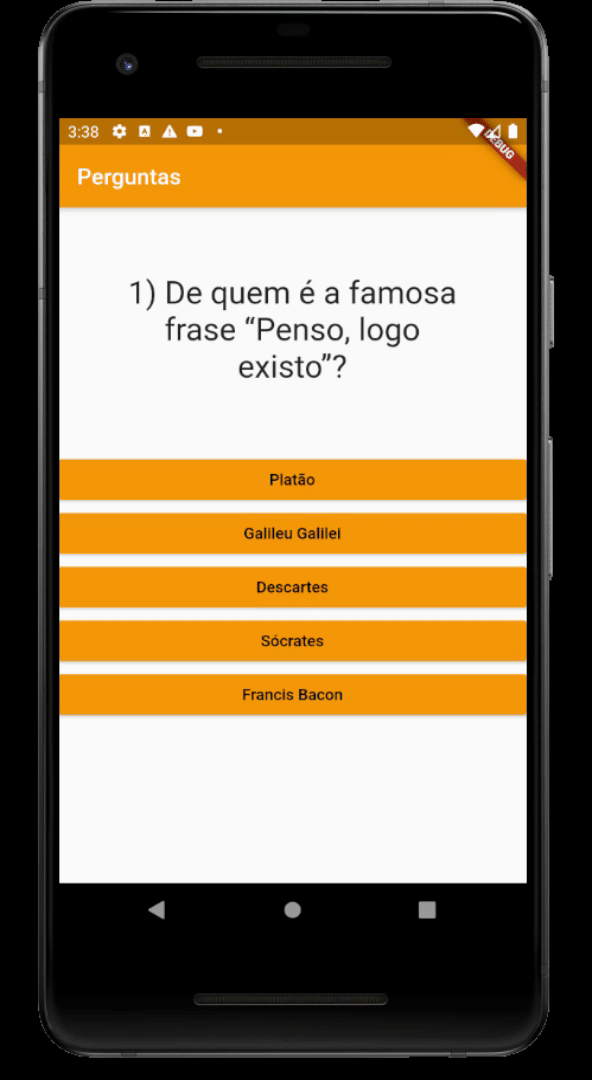 3:38
DEBUG
Perguntas
1) De quem é a famosa
frase “Penso, logo
existo”?
Platão
Galileu Galilei
Descartes
Sócrates
Francis Bacon